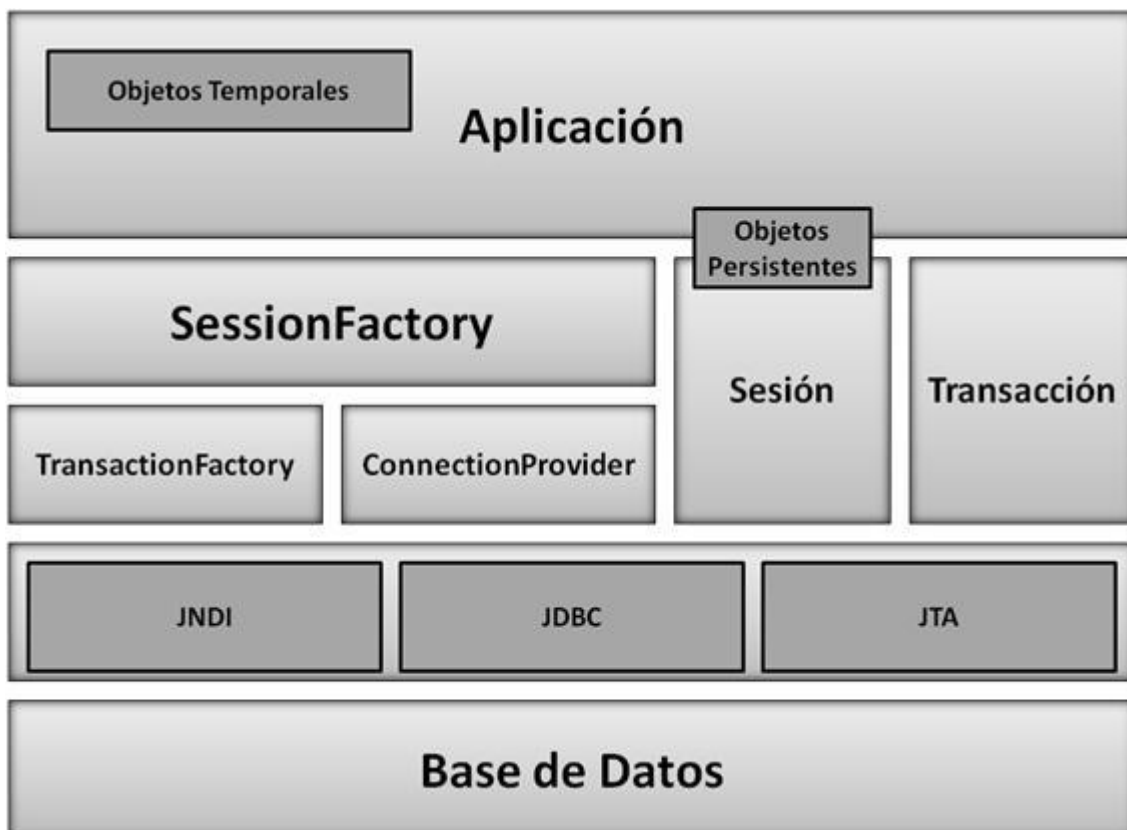 Objetos Temporales
Aplicación
Objetos
Persistentes
SessionFactory
Sesión
Transacción
TransactionFactory
ConnectionProvider
JNDI
JDBC
JTA
Base de Datos